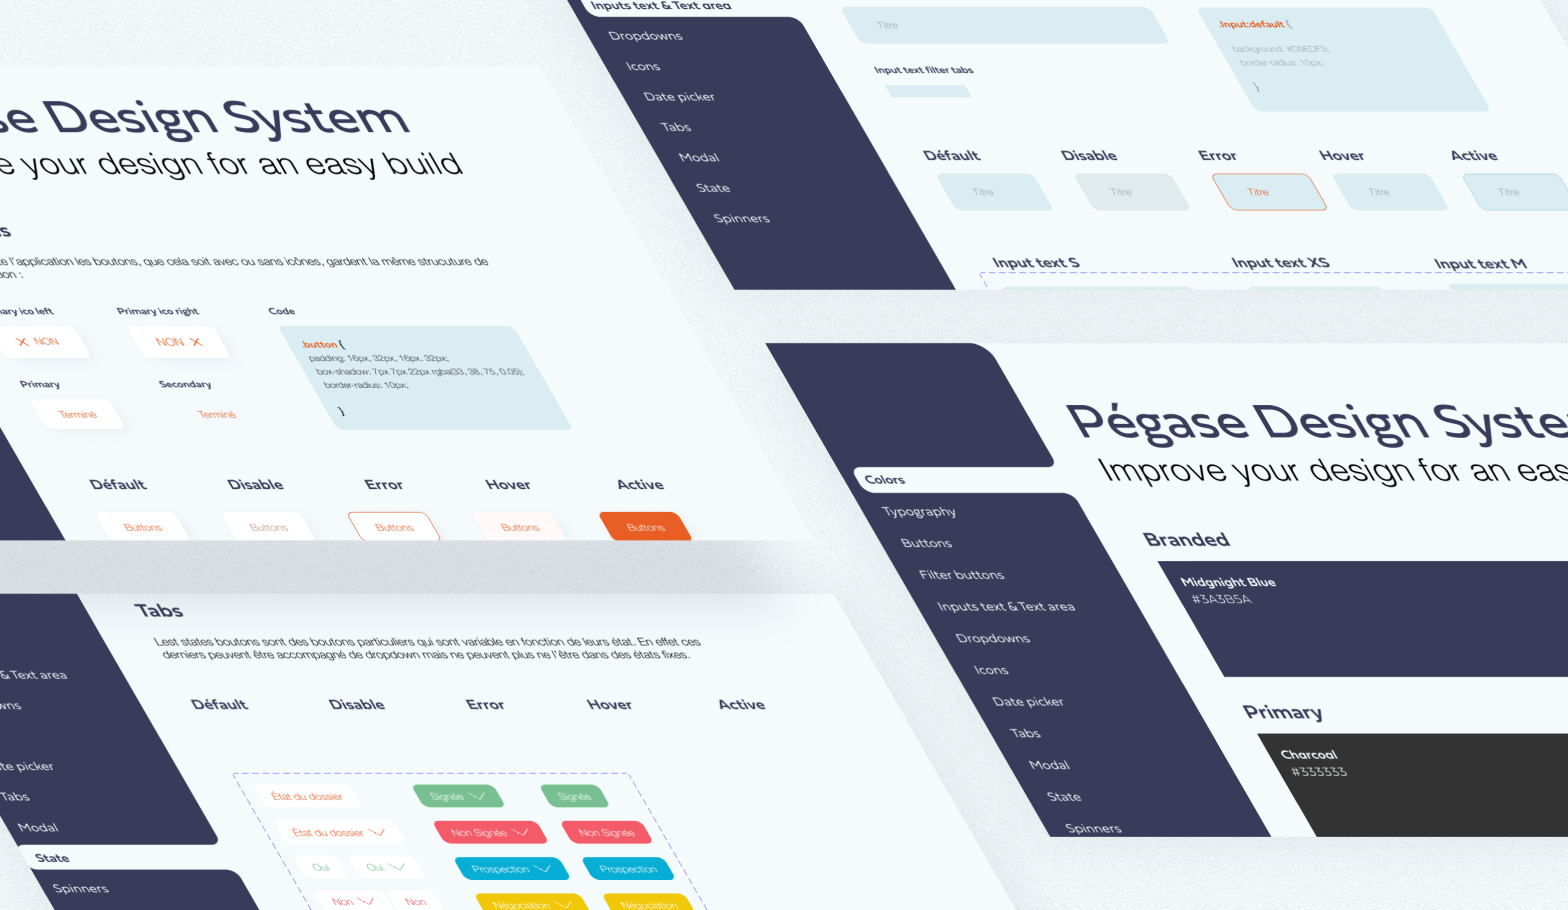 se Design System
e your design for an easy build
s
e l'application les boutons, que cela soit avec ou sans icônes, gardent la même strucuture de
ion :
ary ico left
Primary ico right
Code
NON
NON
.button {
padding: 16px, 32px, 16px, 32px;
box-shadow: 7px 7px 22px rgba(33, 38, 75, 0.05);
border-radius: 10px;
}
Primary
Secondary
Terminé
Terminé
Défault
Disable
Error
Hover
Active
Buttons
Buttons
Buttons
Buttons
Buttons
Inputs text & Text area
Dropdowns
Icons
Date picker
Tabs
Modal
State
Spinners
Titre
Input text filter tabs
.Input:default {
background: #D9EDF3;
border-radius: 10px;
}
Défault
Disable
Error
Hover
Active
Titre
Titre
Titre
Titre
Titre
Input text S
Input text XS
Input text M
& Text area
wns
te picker
Tabs
Modal
State
Spinners
Tabs
Lest states boutons sont des boutons particuliers qui sont variable en fonction de leurs état. En effet ces
derniers peuvent être accompagné de dropdown mais ne peuvent plus ne l'être dans des états fixes.
Défault
Disable
Error
Hover
Active
État du dossier
Signée
Signée
État du dossier
Non Signée
Non Signée
Oui
Oui
Prospection
Prospection
Non
Non
Négociation
Négociation
Colors
Typography
Buttons
Filter buttons
Inputs text & Text area
Dropdowns
Icons
Date picker
Tabs
Modal
State
Spinners
Pégase Design Syste
Improve your design for an eas
Branded
Midgnight Blue
#3A3B5A
Primary
Charcoal
#333333